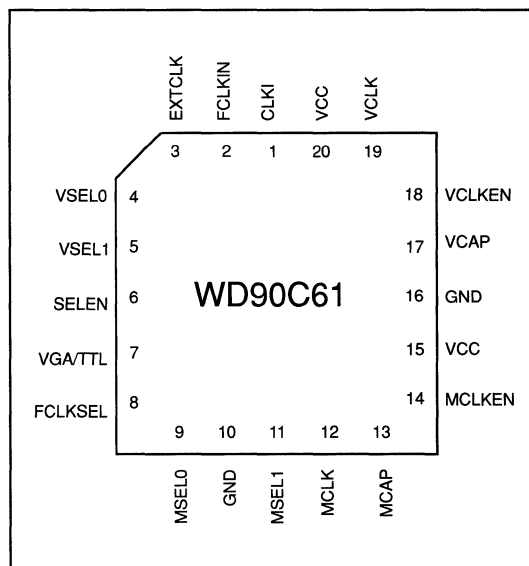 EXTCLK FCLKIN CLKI VCC VCLK
3 2 1 20 19
VSEL0 4 18 VCLKEN
VSEL1 5 17 VCAP
SELEN 6 WD90C61 16 GND
VGA/TTL 7 15 VCC
FCLKSEL 8 14 MCLKEN
9 10 11 12 13
MSEL0 GND MSEL1 MCLK MCAP